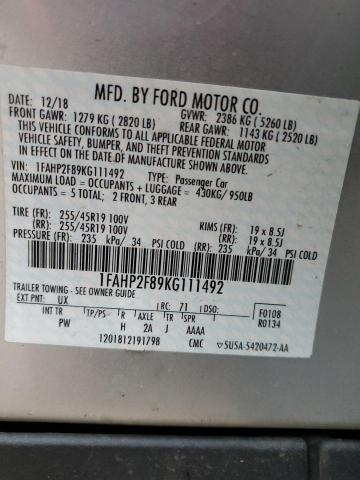 MFD. BY FORD MOTOR CO.
DATE: 12/18 GVWR: 2386 KG ( 5260 LB)
FRONT GAWR: 1279 KG ( 2820 LB) REAR GAWR: 1143 KG ( 2520 LB)
THIS VEHICLE CONFORMS TO ALL APPLICABLE FEDERAL MOTOR
VEHICLE SAFETY, BUMPER, AND THEFT PREVENTION STANDARDS IN
EFFECT ON THE DATE OF MANUFACTURE SHOWN ABOVE.
VIN: 1FAHP2F89KG111492
TYPE: Passenger Car
MAXIMUM LOAD = OCCUPANTS + LUGGAGE = 430KG/ 950LB
OCCUPANTS = 5 TOTAL; 2 FRONT, 3 REAR
TIRE (FR): 255/45R19 100V RIMS (FR): 19 x 8.5J
(RR): 255/45R19 100V (RR): 19 x 8.5J
PRESSURE (FR): 235 kPa/ 34 PSI COLD
(RR): 235 kPa/ 34 PSI COLD
1FAHP2F89KG111492
TRAILER TOWING - SEE OWNER GUIDE
F0108
EXT PNT: UX RC: 71 DSO: R0134
INT TR TP/PS R AXLE TR SPR
PW H 2A J AAAA
1201812191798 CMC 5U5A-5420472-AA